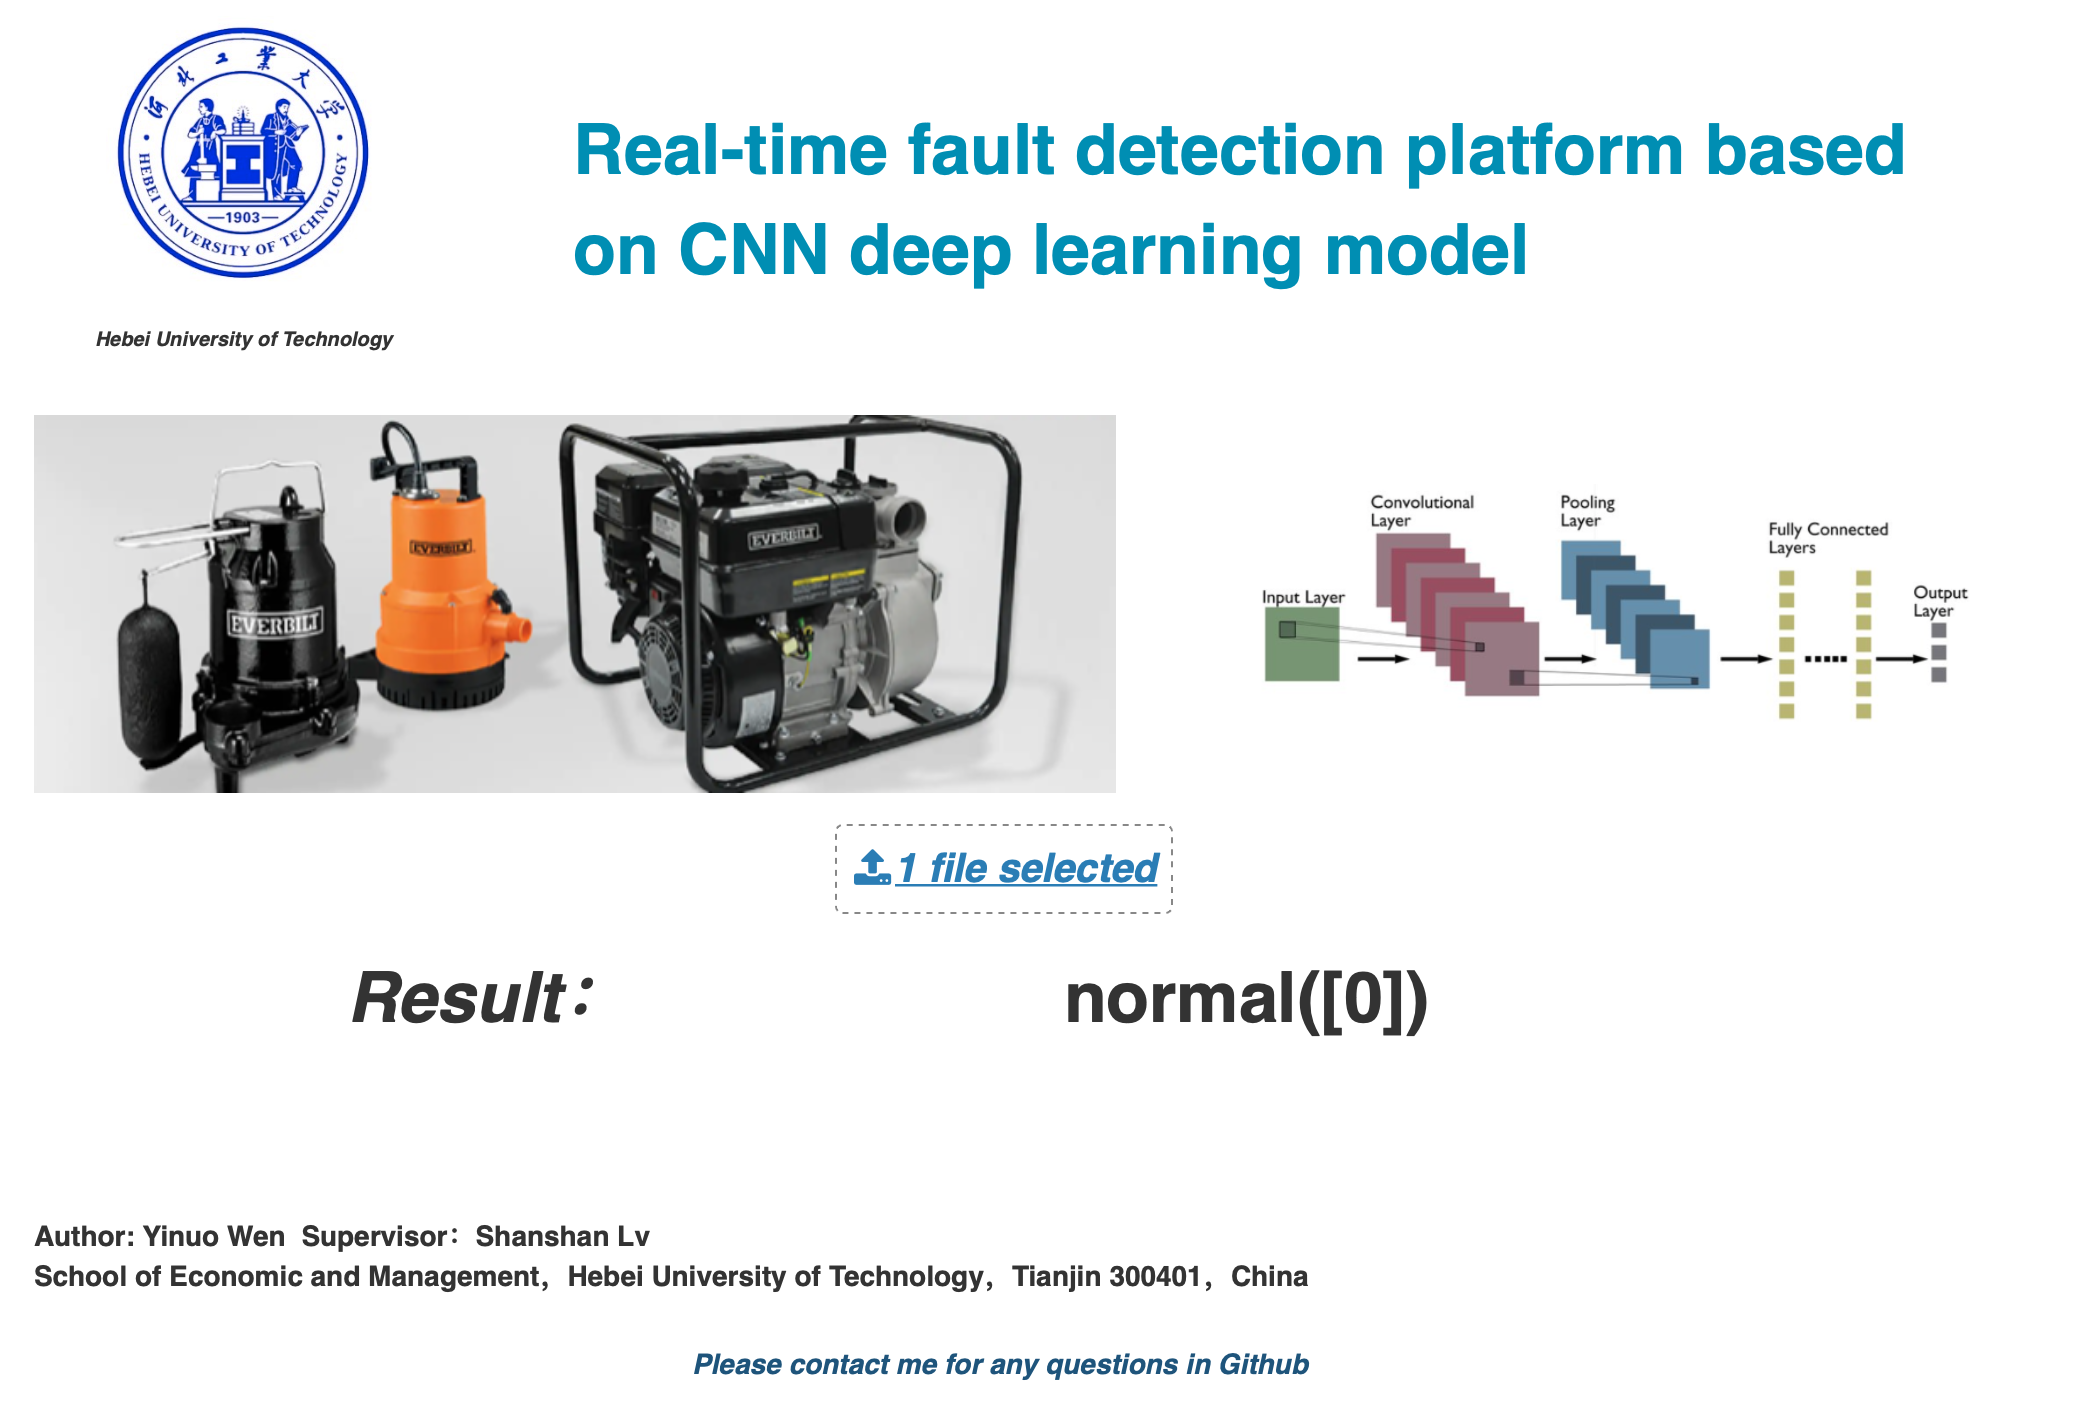 河北工業大学
HEBEI UNIVERSITY OF TECHNOLOGY
1903
Real-time fault detection platform based
on CNN deep learning model
Hebei University of Technology
EVERBILT
EVERBILT
EVERBILT
Convolutional
Layer
Pooling
Layer
Fully Connected
Layers
Input Layer
Output
Layer
1 file selected
Result：
normal([0])
Author: Yinuo Wen Supervisor：Shanshan Lv
School of Economic and Management，Hebei University of Technology，Tianjin 300401，China
Please contact me for any questions in Github